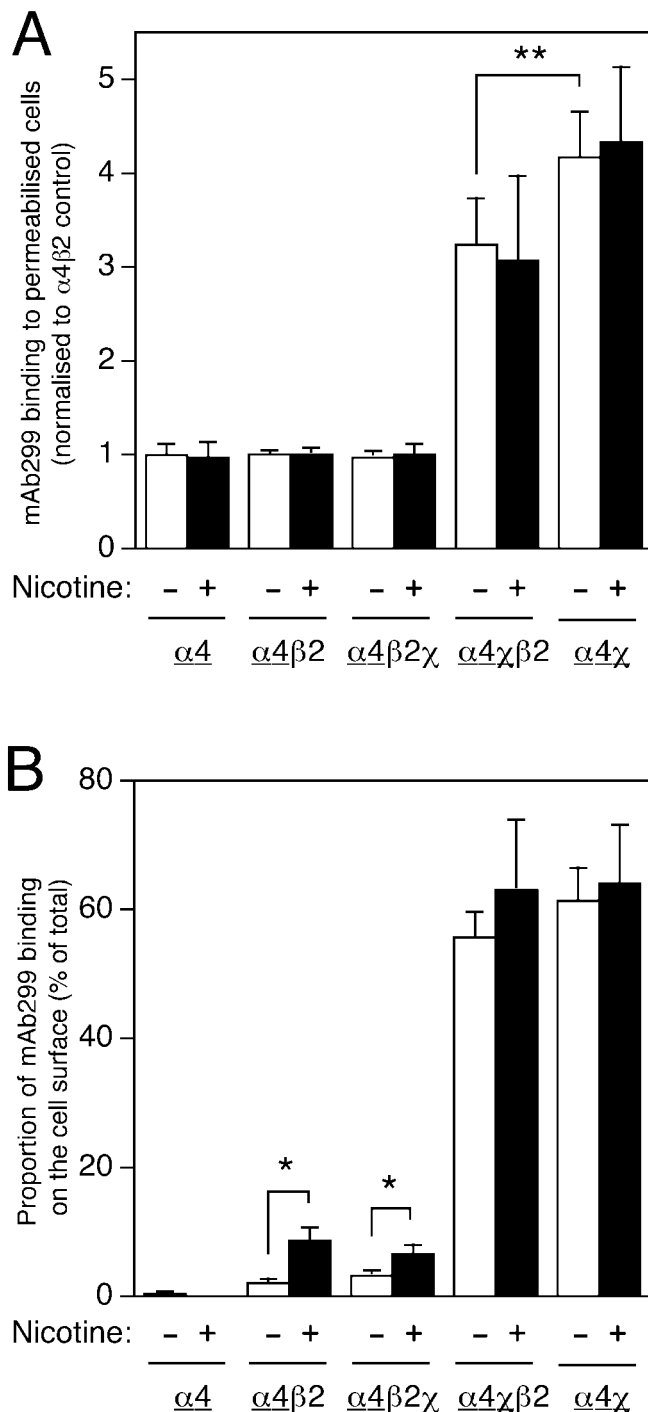 A
mAb299 binding to permeabilised cells
(normalised to α4β2 control)
5
4
3
2
1
0
**
Nicotine: – + – + – + – + – +
α4 α4β2 α4β2χ α4χβ2 α4χ
B
Proportion of mAb299 binding
on the cell surface (% of total)
80
60
40
20
0
* *
Nicotine: – + – + – + – + – +
α4 α4β2 α4β2χ α4χβ2 α4χ